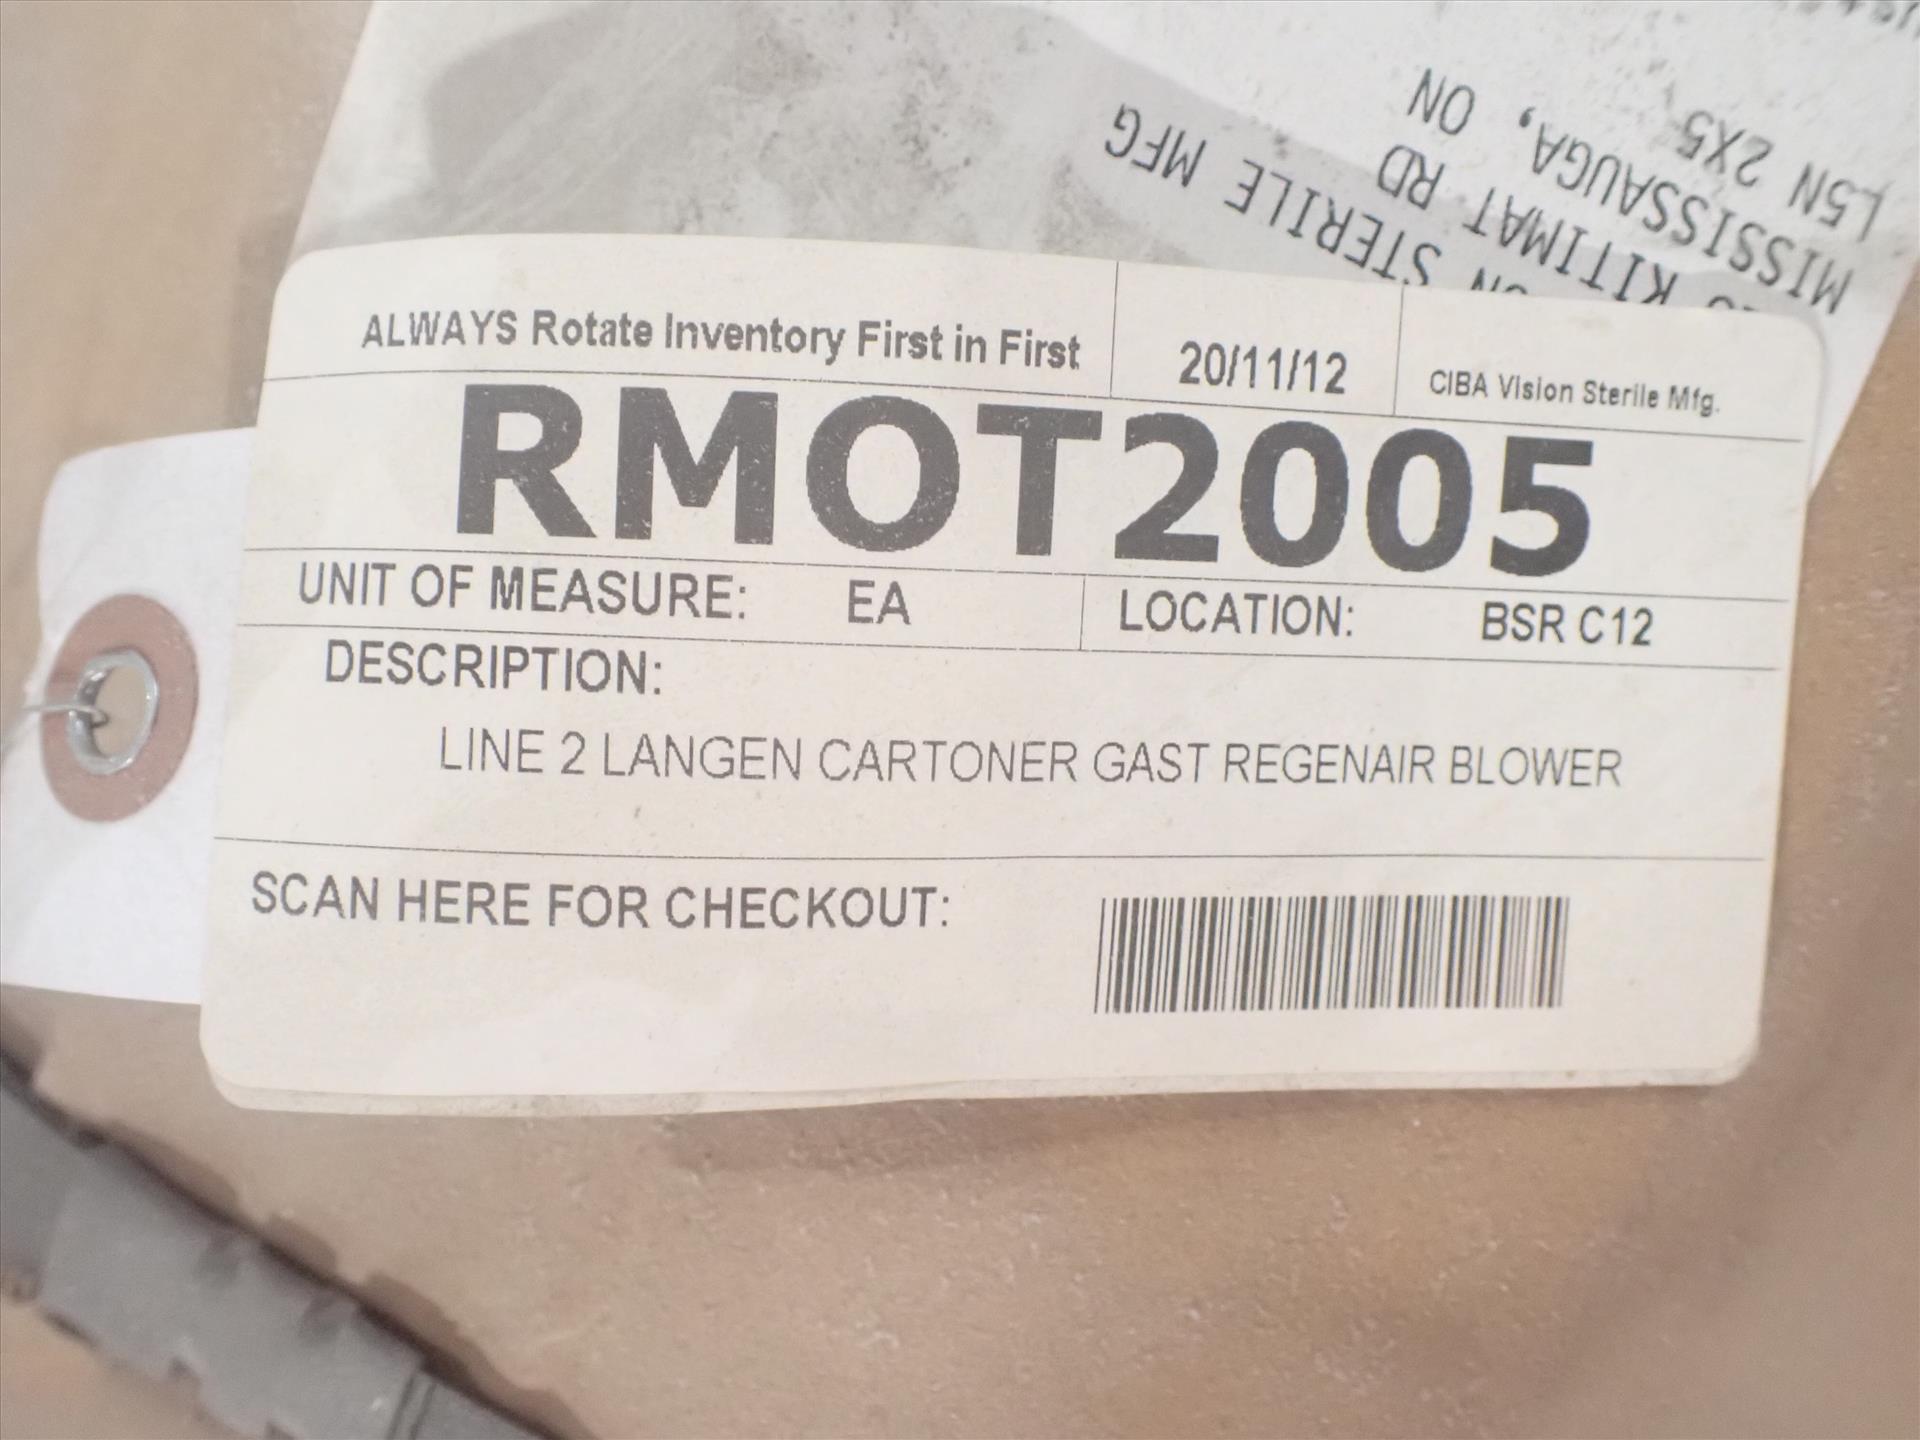 ALWAYS Rotate Inventory First in First
20/11/12
CIBA Vision Sterile Mfg.
RMOT2005
UNIT OF MEASURE: EA
LOCATION: BSR C12
DESCRIPTION:
LINE 2 LANGEN CARTONER GAST REGENAIR BLOWER
SCAN HERE FOR CHECKOUT:
STERILE MFG
KITIMAT RD
MISSISSAUGA, ON
L5N 2X5